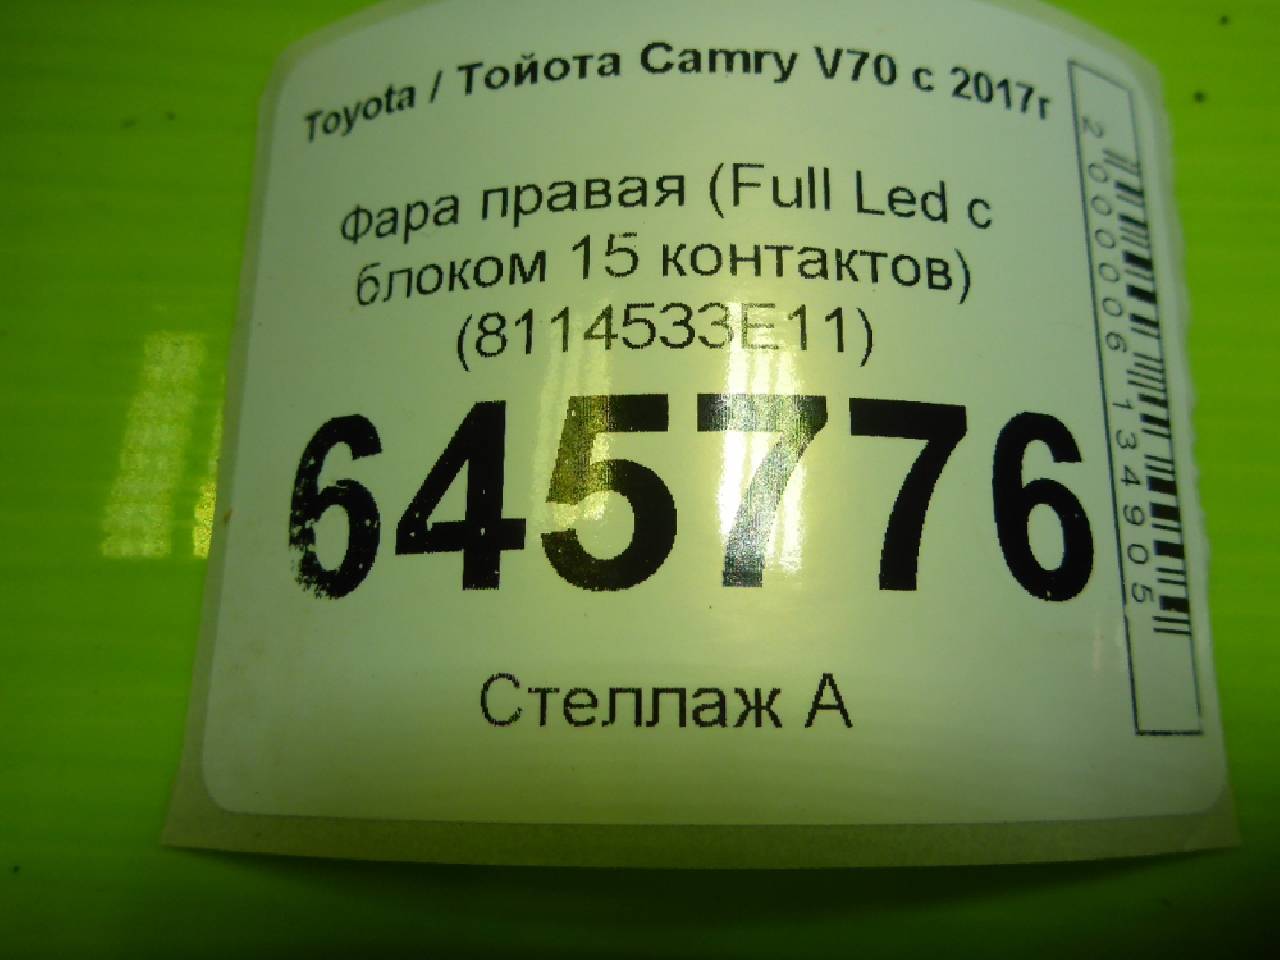 Toyota / Тойота Camry V70 с 2017г
Фара правая (Full Led с
блоком 15 контактов)
(8114533E11)
645776
Стеллаж А
2000006134905